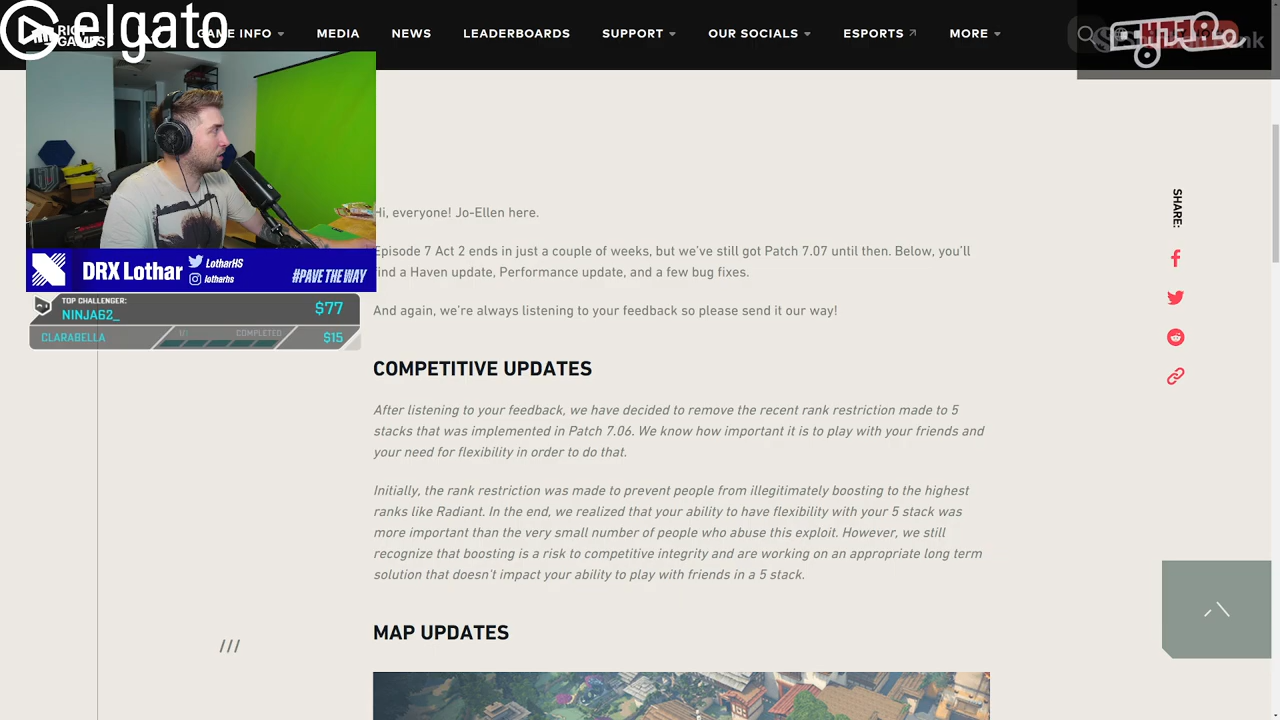 elgato
RIOT GAMES
GAME INFO
MEDIA
NEWS
LEADERBOARDS
SUPPORT
OUR SOCIALS
ESPORTS
MORE
DRX Lothar
LotharHS
lotharhs
#PAVE THE WAY
TOP CHALLENGER:
NINJA62_
$77
CLARABELLA
COMPLETED
$15
Hi, everyone! Jo-Ellen here.
Episode 7 Act 2 ends in just a couple of weeks, but we've still got Patch 7.07 until then. Below, you'll
find a Haven update, Performance update, and a few bug fixes.
And again, we're always listening to your feedback so please send it our way!
COMPETITIVE UPDATES
After listening to your feedback, we have decided to remove the recent rank restriction made to 5
stacks that was implemented in Patch 7.06. We know how important it is to play with your friends and
your need for flexibility in order to do that.
Initially, the rank restriction was made to prevent people from illegitimately boosting to the highest
ranks like Radiant. In the end, we realized that your ability to have flexibility with your 5 stack was
more important than the very small number of people who abuse this exploit. However, we still
recognize that boosting is a risk to competitive integrity and are working on an appropriate long term
solution that doesn't impact your ability to play with friends in a 5 stack.
MAP UPDATES
SHARE:
///